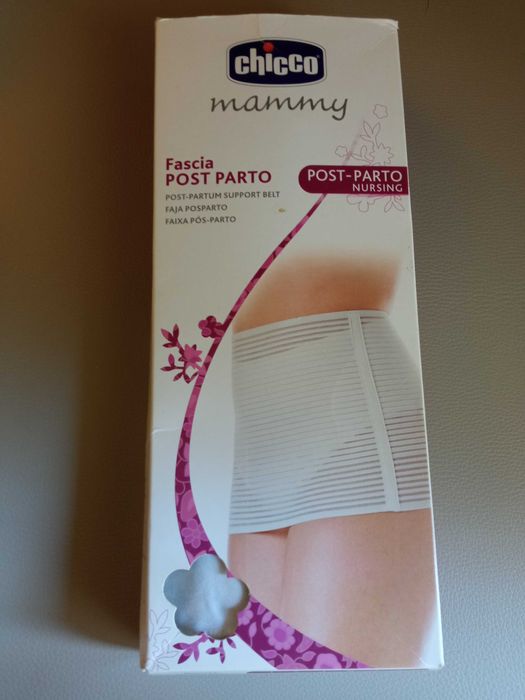 chicco
mammy
Fascia
POST PARTO
POST-PARTUM SUPPORT BELT
FAJA POSPARTO
FAIXA PÓS-PARTO
POST-PARTO
NURSING